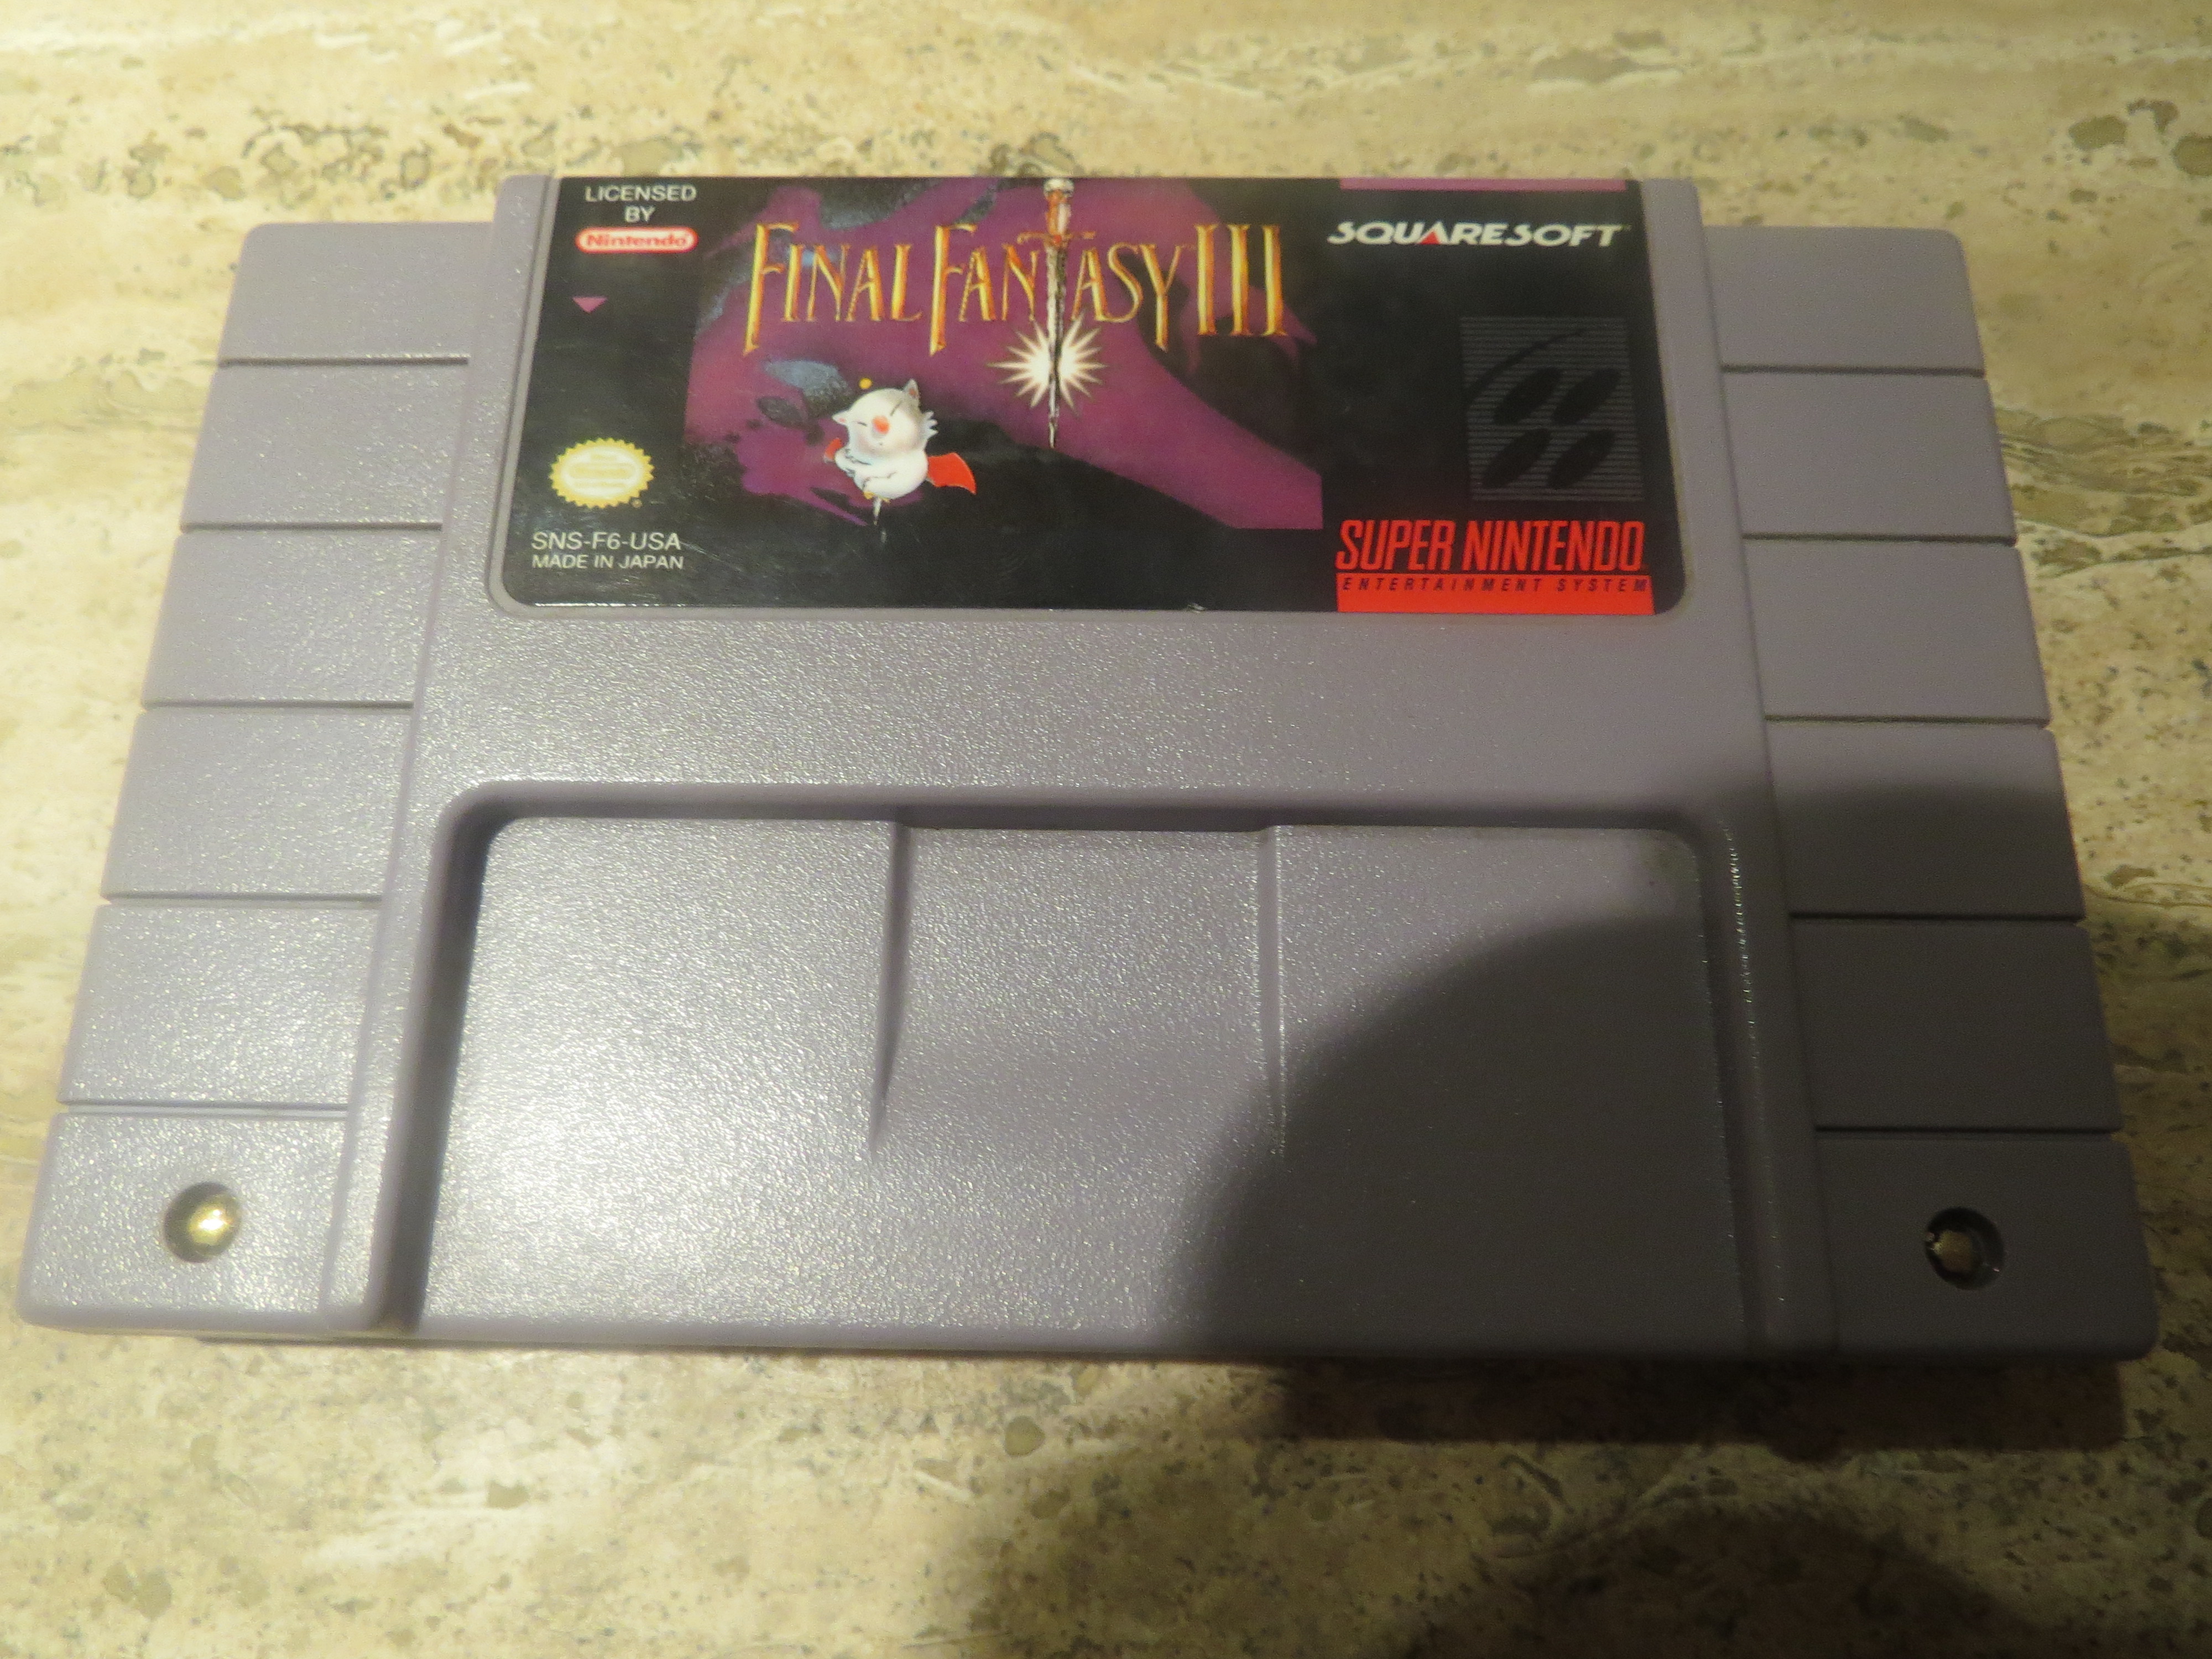 LICENSED
BY
Nintendo
FINAL FANTASY III
SQUARESOFT
SNS-F6-USA
MADE IN JAPAN
SUPER NINTENDO
ENTERTAINMENT SYSTEM